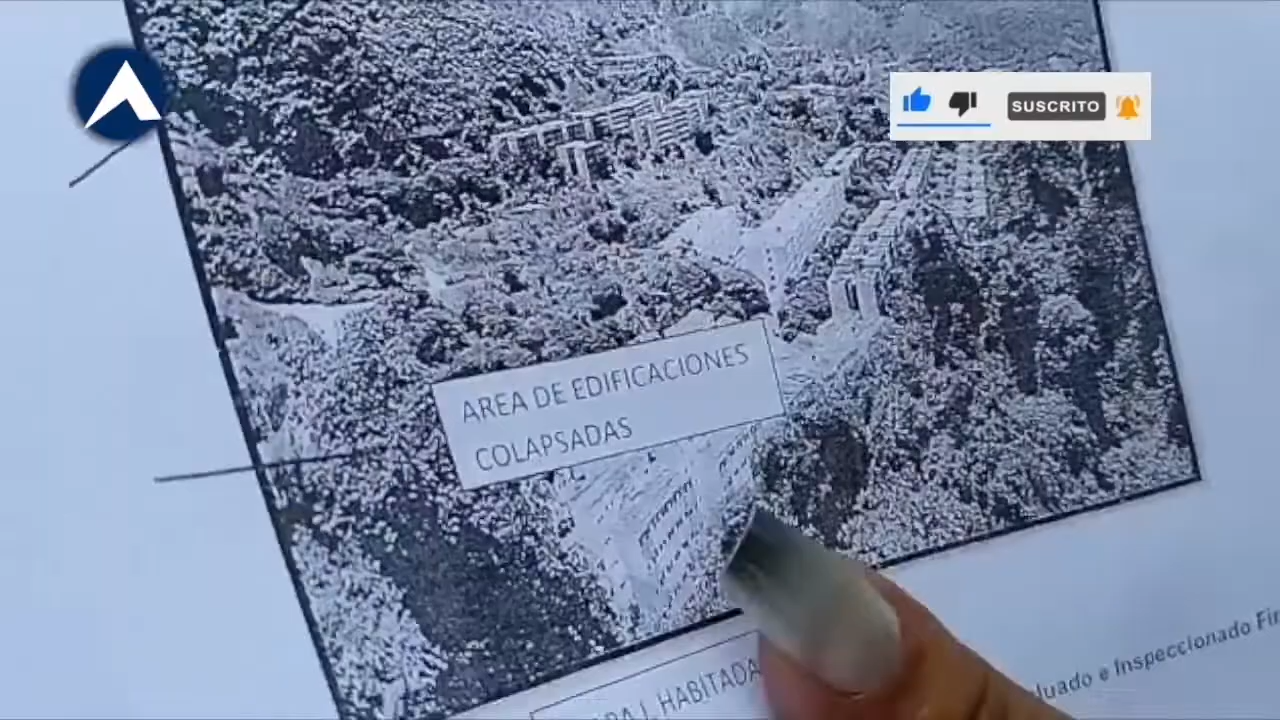 SUSCRITO
AREA DE EDIFICACIONES
COLAPSADAS
HABITADA
e Inspeccionado